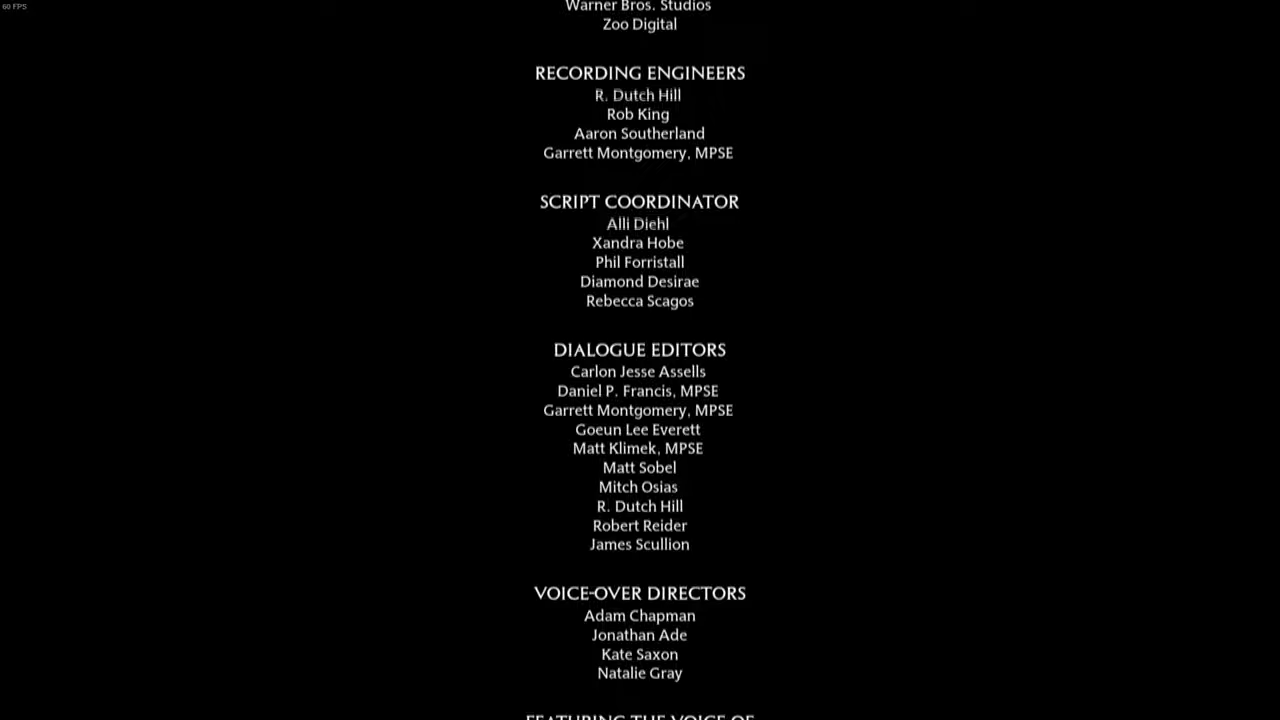 60 FPS
Warner Bros. Studios
Zoo Digital
RECORDING ENGINEERS
R. Dutch Hill
Rob King
Aaron Southerland
Garrett Montgomery, MPSE
SCRIPT COORDINATOR
Alli Diehl
Xandra Hobe
Phil Forristall
Diamond Desirae
Rebecca Scagos
DIALOGUE EDITORS
Carlon Jesse Assells
Daniel P. Francis, MPSE
Garrett Montgomery, MPSE
Goeun Lee Everett
Matt Klimek, MPSE
Matt Sobel
Mitch Osias
R. Dutch Hill
Robert Reider
James Scullion
VOICE-OVER DIRECTORS
Adam Chapman
Jonathan Ade
Kate Saxon
Natalie Gray
FEATURING THE VOICE OF